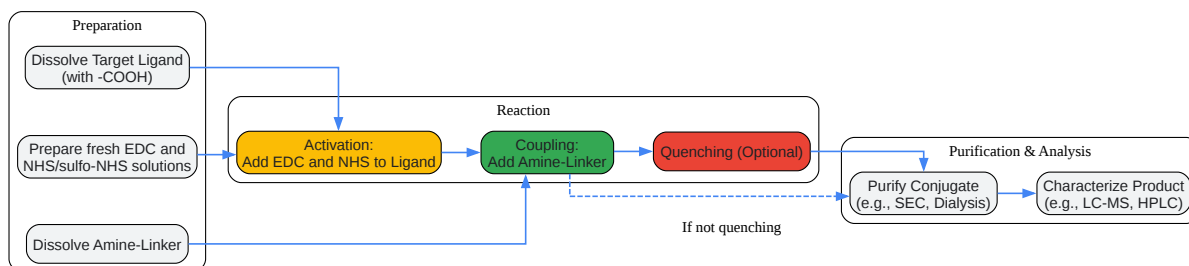 Preparation
Dissolve Target Ligand
(with -COOH)
Prepare fresh EDC and
NHS/sulfo-NHS solutions
Dissolve Amine-Linker
Reaction
Activation:
Add EDC and NHS to Ligand
Coupling:
Add Amine-Linker
Quenching (Optional)
If not quenching
Purification & Analysis
Purify Conjugate
(e.g., SEC, Dialysis)
Characterize Product
(e.g., LC-MS, HPLC)